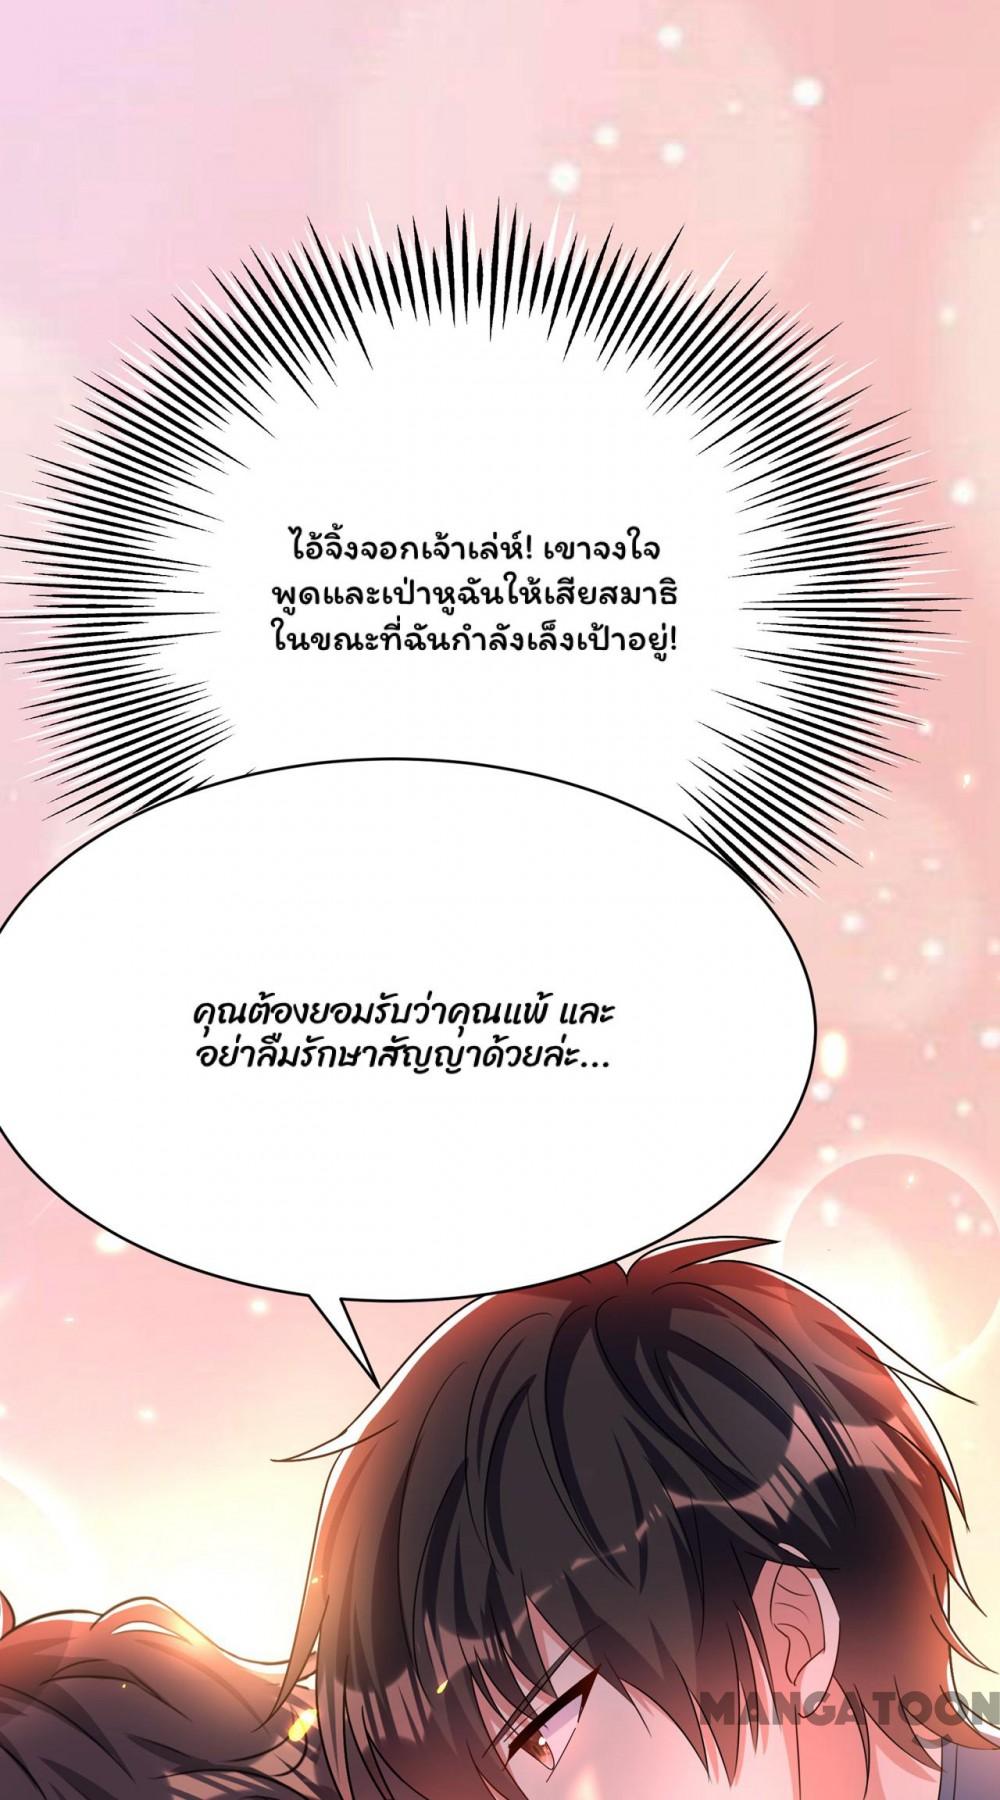 ไอ้จิ้งจอกเจ้าเล่ห์! เขาจงใจ
พูดและเป่าหูฉันให้เสียสมาธิ
ในขณะที่ฉันกำลังเล็งเป้าอยู่!
คุณต้องยอมรับว่าคุณแพ้ และ
อย่าลืมรักษาสัญญาด้วยล่ะ...
MANGATOON